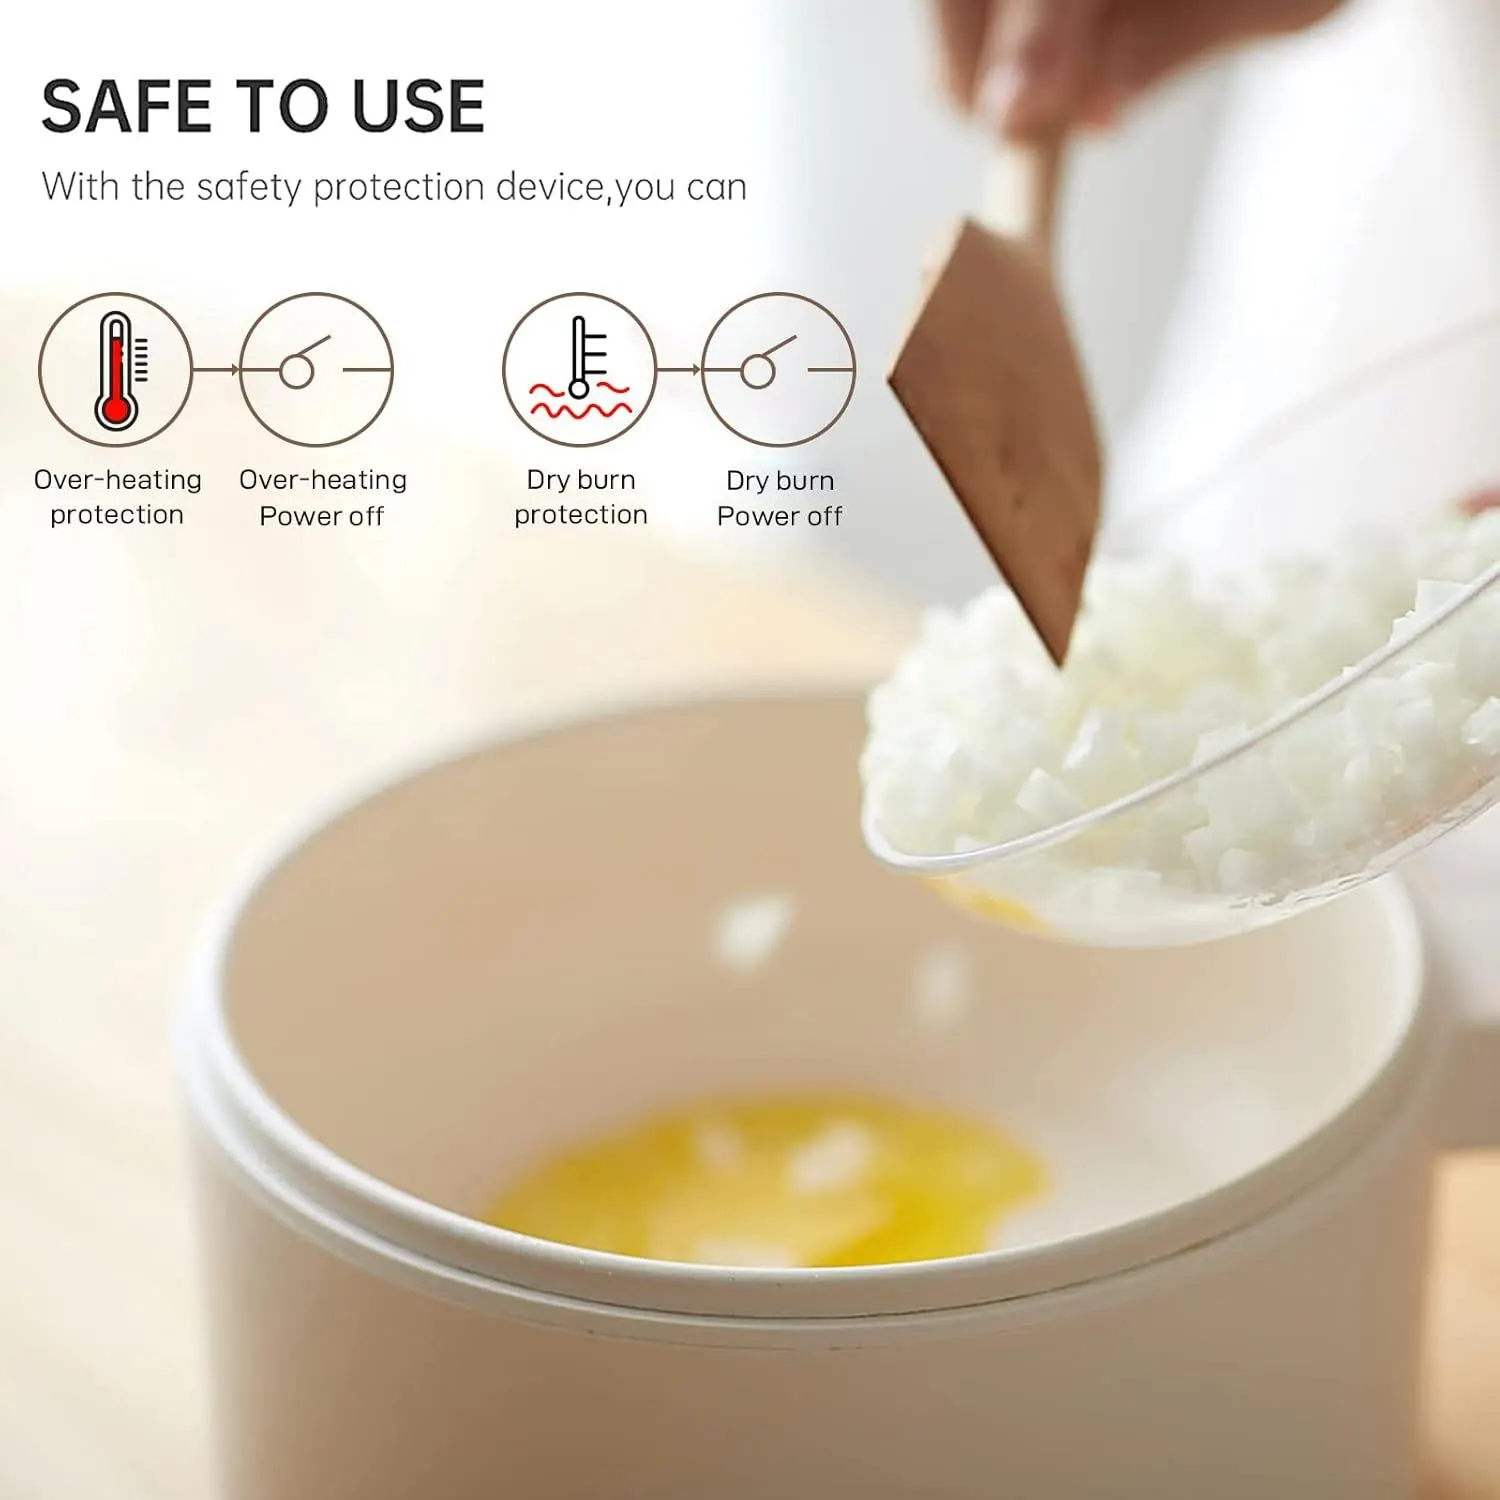 SAFE TO USE
With the safety protection device,you can
Over-heating
protection
Over-heating
Power off
Dry burn
protection
Dry burn
Power off